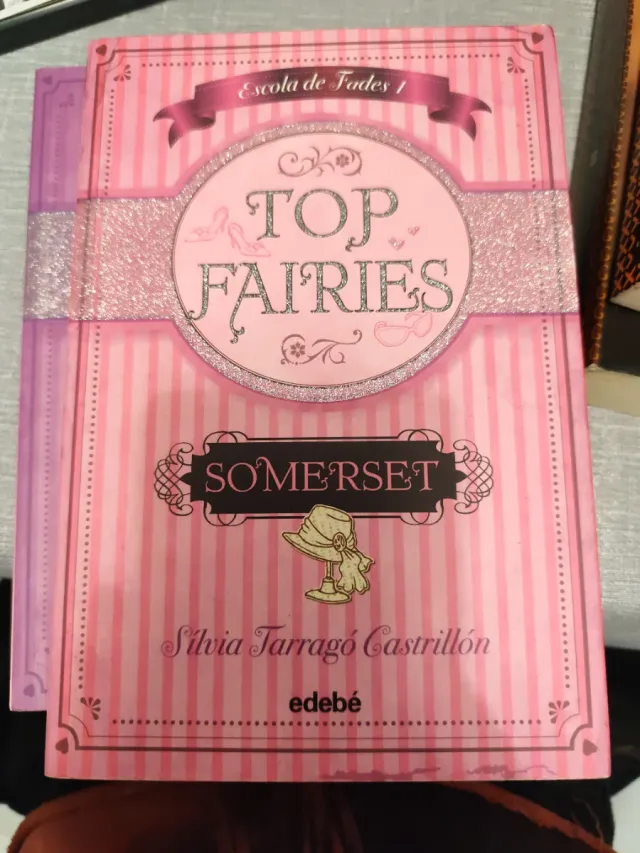 Escola de Fades 1
TOP
FAIRIES
SOMERSET
Sílvia Tarragó Castrillón
edebé